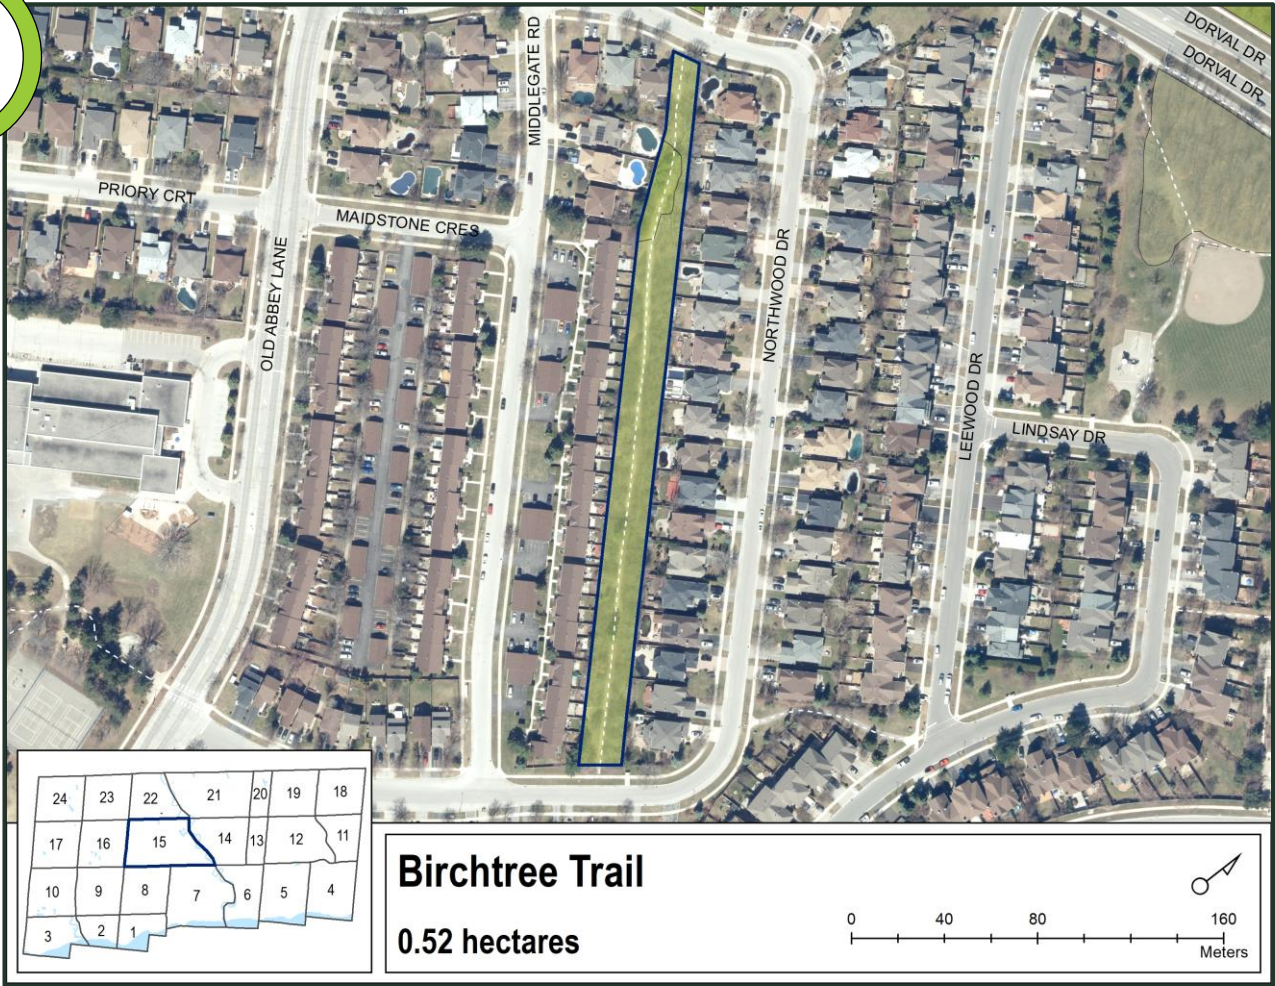 DORVAL DR
DORVAL DR
MIDDLEGATE RD
PRIORY CRT
MAIDSTONE CRES
OLD ABBEY LANE
NORTHWOOD DR
LEEWOOD DR
LINDSAY DR
24 23 22 21 20 19 18
17 16 15 14 13 12 11
10 9 8 7 6 5 4
3 2 1
Birchtree Trail
0.52 hectares
0 40 80 160
Meters